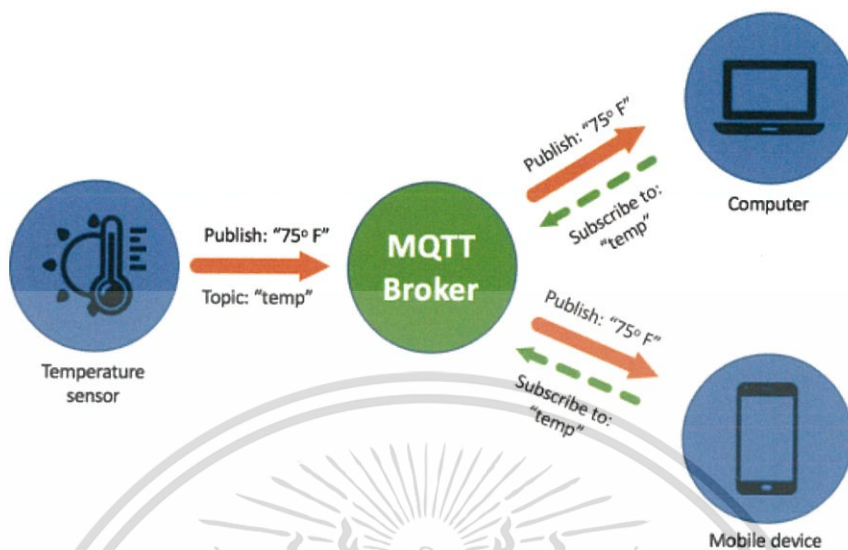 Publish: “75° F”
Topic: “temp”
Temperature
sensor
MQTT
Broker
Publish: “75° F”
Subscribe to:
“temp”
Computer
Publish: “75° F”
Subscribe to:
“temp”
Mobile device